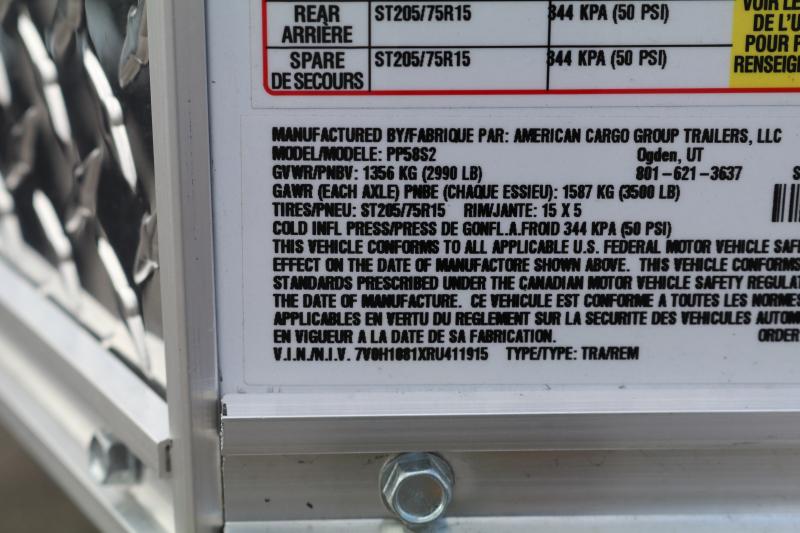 REAR ARRIÈRE ST205/75R15 344 KPA (50 PSI)
SPARE DE SECOURS ST205/75R15 344 KPA (50 PSI)
VOIR LE
DE L'U
POUR P
RENSEIG
MANUFACTURED BY/FABRIQUE PAR: AMERICAN CARGO GROUP TRAILERS, LLC
MODEL/MODELE: PP58S2 Ogden, UT
GVWR/PNBV: 1356 KG (2990 LB) 801-621-3637 S
GAWR (EACH AXLE) PNBE (CHAQUE ESSIEU): 1587 KG (3500 LB)
TIRES/PNEU: ST205/75R15 RIM/JANTE: 15 X 5
COLD INFL PRESS/PRESS DE GONFL.A.FROID 344 KPA (50 PSI)
THIS VEHICLE CONFORMS TO ALL APPLICABLE U.S. FEDERAL MOTOR VEHICLE SAF
EFFECT ON THE DATE OF MANUFACTORE SHOWN ABOVE. THIS VEHICLE CONFORMS
STANDARDS PRESCRIBED UNDER THE CANADIAN MOTOR VEHICLE SAFETY REGULAT
THE DATE OF MANUFACTURE. CE VEHICULE EST CONFORME A TOUTES LES NORMES
APPLICABLES EN VERTU DU REGLEMENT SUR LA SECURITE DES VEHICULES AUTOM
EN VIGUEUR A LA DATE DE SA FABRICATION. ORDER
V.I.N./N.I.V. 7V0H1081XRU411915 TYPE/TYPE: TRA/REM